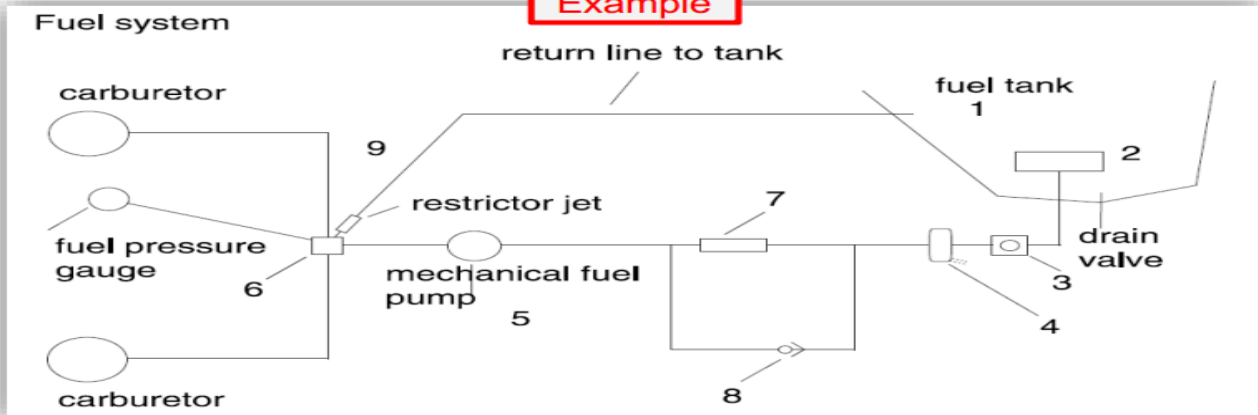 Example
Fuel system
return line to tank
carburetor
fuel tank
1
9
2
restrictor jet
7
fuel pressure
gauge
6
mechanical fuel
pump
5
drain
valve
3
4
8
carburetor